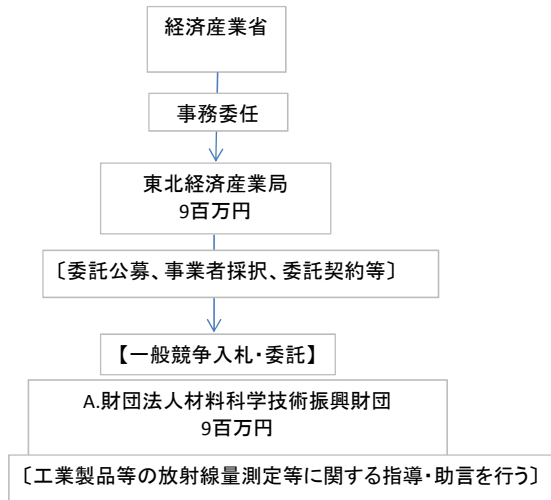 経済産業省
事務委任
東北経済産業局
9百万円
〔委託公募、事業者採択、委託契約等〕
【一般競争入札・委託】
A.財団法人材料科学技術振興財団
9百万円
〔工業製品等の放射線量測定等に関する指導・助言を行う〕